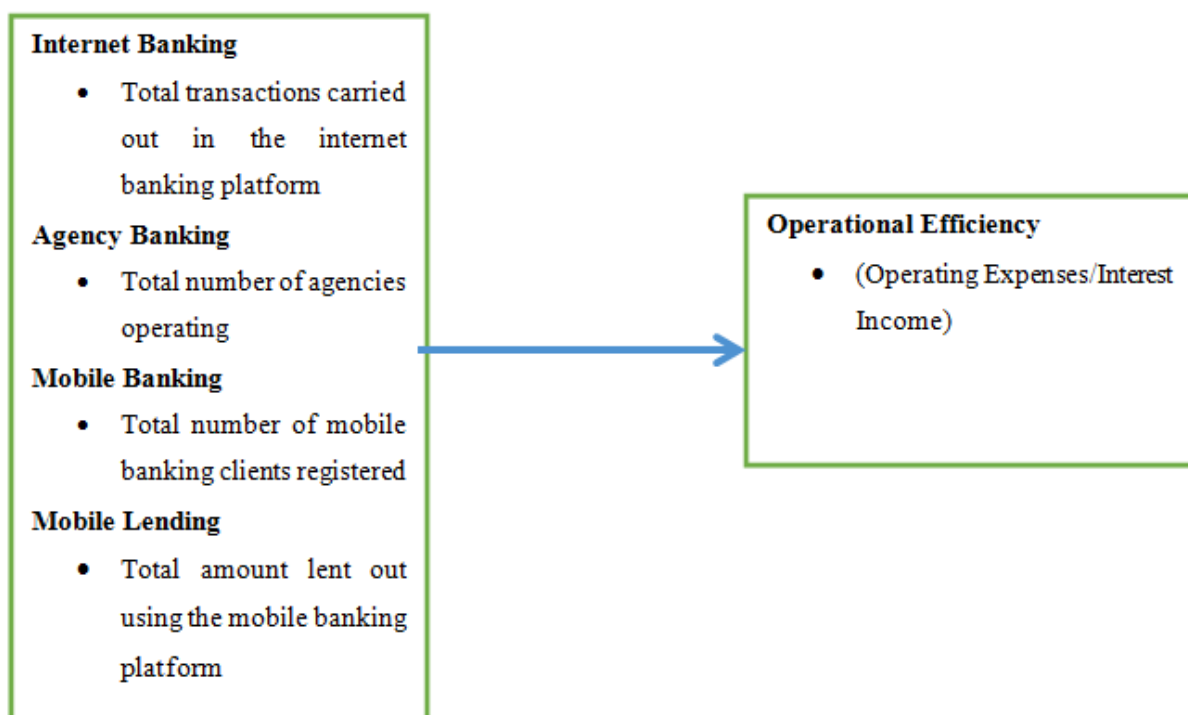 Internet Banking
• Total transactions carried
out in the internet
banking platform
Agency Banking
• Total number of agencies
operating
Mobile Banking
• Total number of mobile
banking clients registered
Mobile Lending
• Total amount lent out
using the mobile banking
platform
Operational Efficiency
• (Operating Expenses/Interest
Income)